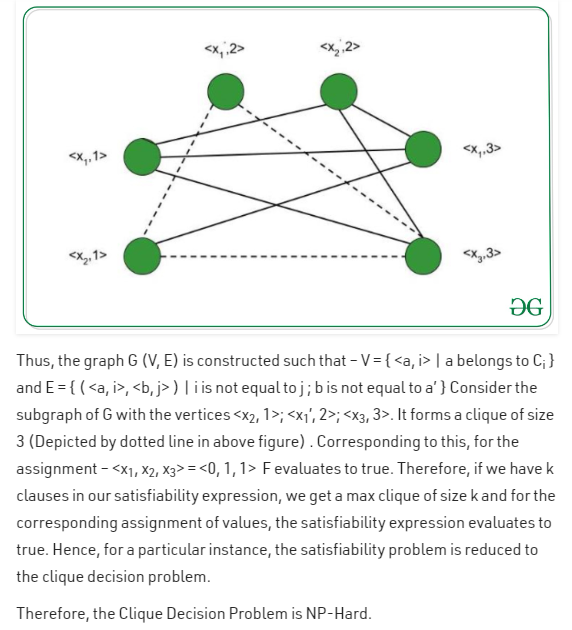 <x₁',2> <x₂',2>
<x₁,1> <x₁,3>
<x₂,1> <x₃,3>
GG
Thus, the graph G (V, E) is constructed such that – V = { <a, i> | a belongs to Cᵢ }
and E = { ( <a, i>, <b, j> ) | i is not equal to j ; b is not equal to a' } Consider the
subgraph of G with the vertices <x₂, 1>; <x₁', 2>; <x₃, 3>. It forms a clique of size
3 (Depicted by dotted line in above figure) . Corresponding to this, for the
assignment – <x₁, x₂, x₃> = <0, 1, 1> F evaluates to true. Therefore, if we have k
clauses in our satisfiability expression, we get a max clique of size k and for the
corresponding assignment of values, the satisfiability expression evaluates to
true. Hence, for a particular instance, the satisfiability problem is reduced to
the clique decision problem.
Therefore, the Clique Decision Problem is NP-Hard.